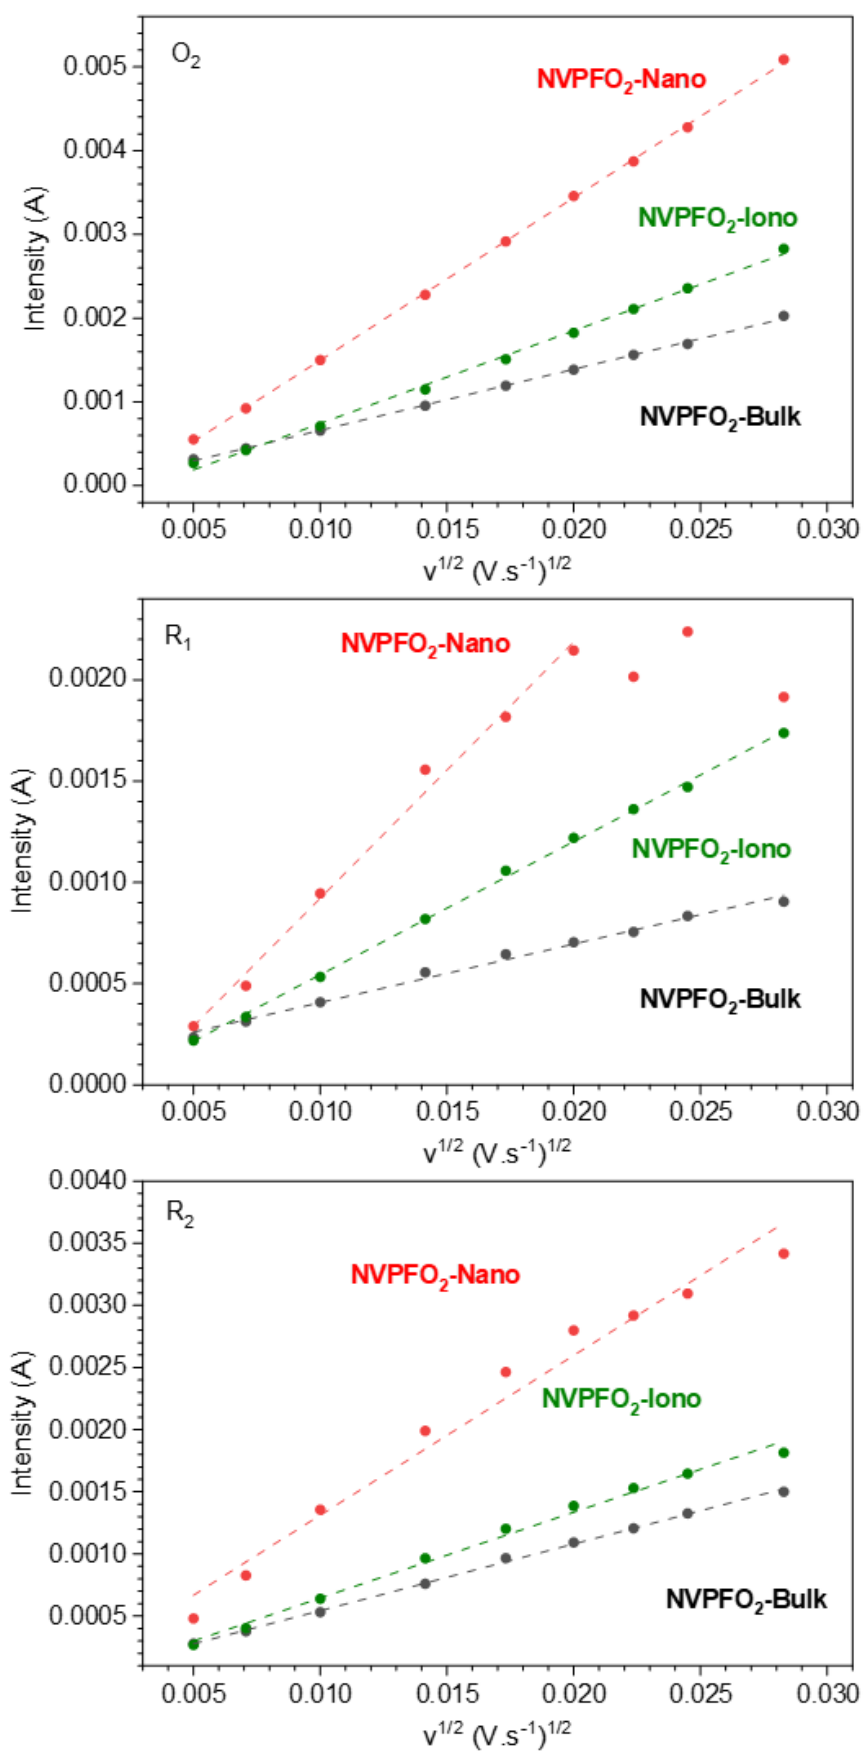 O₂
NVPFO₂-Nano
NVPFO₂-Iono
NVPFO₂-Bulk
0.005
0.004
0.003
0.002
0.001
0.000
Intensity (A)
0.005 0.010 0.015 0.020 0.025 0.030
v¹/² (V.s⁻¹)¹/²
R₁
NVPFO₂-Nano
NVPFO₂-Iono
NVPFO₂-Bulk
0.0020
0.0015
0.0010
0.0005
0.0000
Intensity (A)
0.005 0.010 0.015 0.020 0.025 0.030
v¹/² (V.s⁻¹)¹/²
R₂
NVPFO₂-Nano
NVPFO₂-Iono
NVPFO₂-Bulk
0.0040
0.0035
0.0030
0.0025
0.0020
0.0015
0.0010
0.0005
Intensity (A)
0.005 0.010 0.015 0.020 0.025 0.030
v¹/² (V.s⁻¹)¹/²